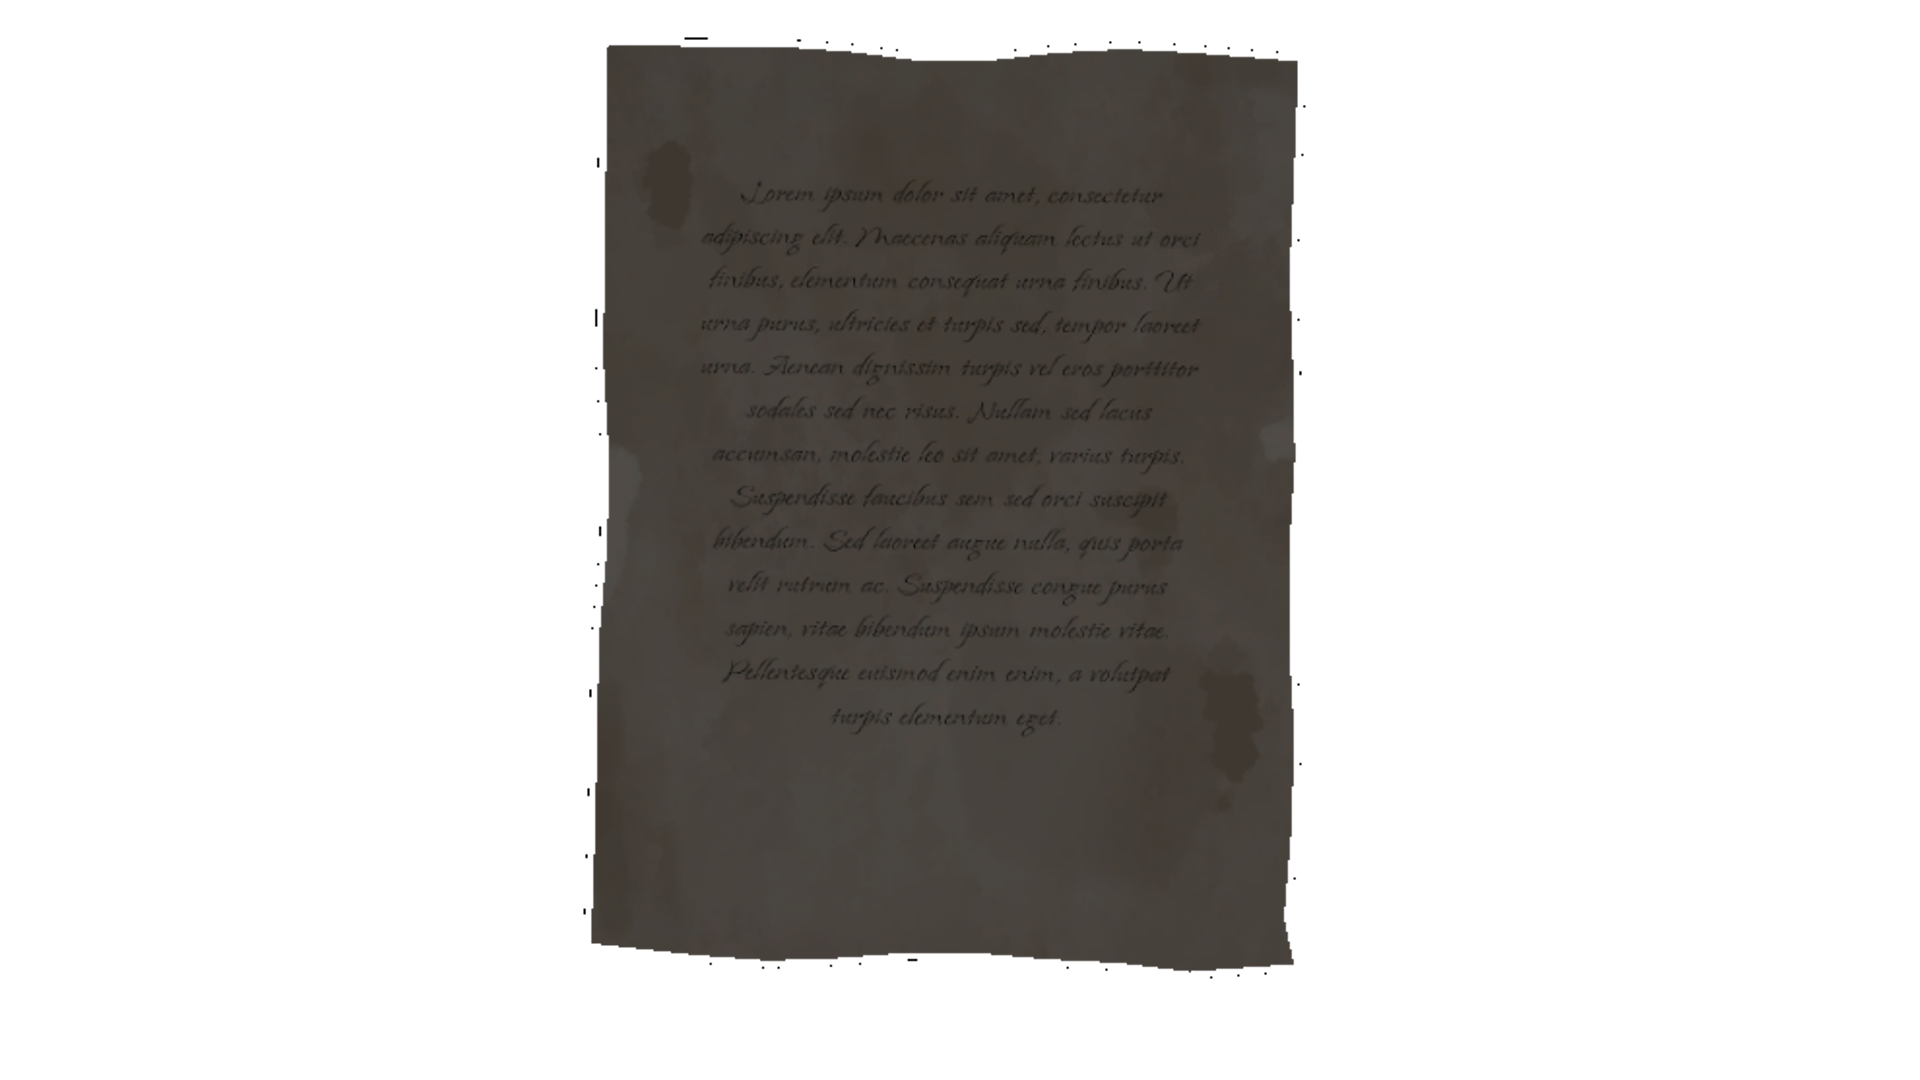 Lorem ipsum dolor sit amet, consectetur
adipiscing elit. Maecenas aliquam lectus ut orci
finibus, elementum consequat urna finibus. Ut
urna purus, ultricies et turpis sed, tempor laoreet
urna. Aenean dignissim turpis vel eros porttitor
sodales sed nec risus. Nullam sed lacus
accumsan, molestie leo sit amet, varius turpis.
Suspendisse faucibus sem sed orci suscipit
bibendum. Sed laoreet augue nulla, quis porta
velit rutrum ac. Suspendisse congue purus
sapien, vitae bibendum ipsum molestie vitae.
Pellentesque euismod enim enim, a volutpat
turpis elementum eget.